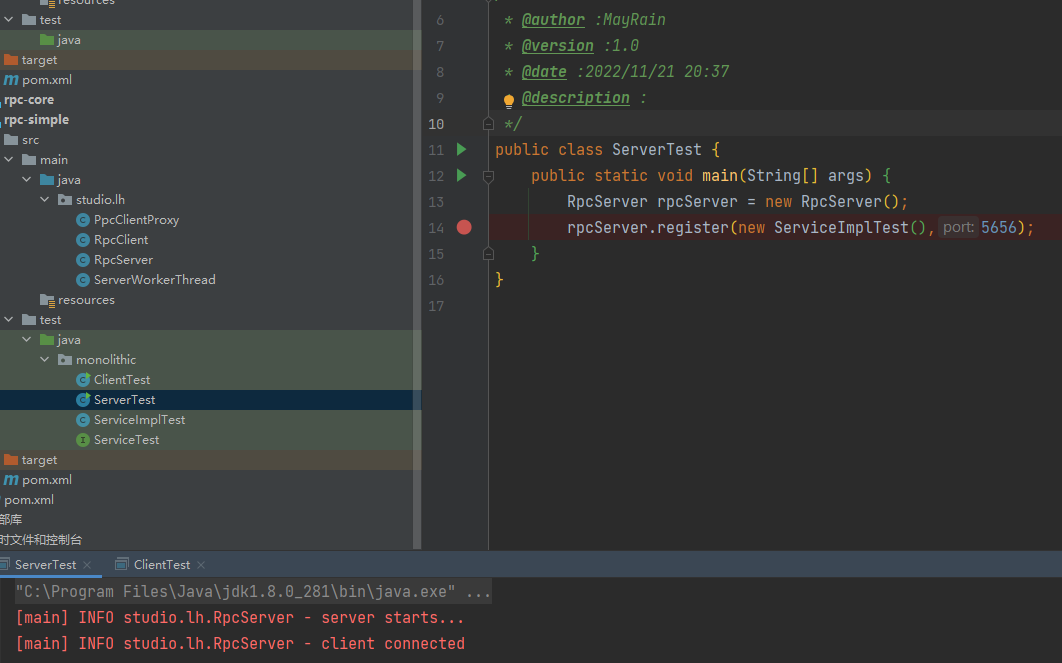 resources
test
java
target
m pom.xml
rpc-core
rpc-simple
src
main
java
studio.lh
C PpcClientProxy
C RpcClient
C RpcServer
C ServerWorkerThread
resources
test
java
monolithic
C ClientTest
C ServerTest
C ServiceImplTest
I ServiceTest
target
m pom.xml
pom.xml
部库
时文件和控制台
6 * @author :MayRain
7 * @version :1.0
8 * @date :2022/11/21 20:37
9 @description :
10 */
11 public class ServerTest {
12 public static void main(String[] args) {
13 RpcServer rpcServer = new RpcServer();
14 rpcServer.register(new ServiceImplTest(), port: 5656);
15 }
16 }
17
ServerTest × ClientTest ×
"C:\Program Files\Java\jdk1.8.0_281\bin\java.exe" ...
[main] INFO studio.lh.RpcServer - server starts...
[main] INFO studio.lh.RpcServer - client connected